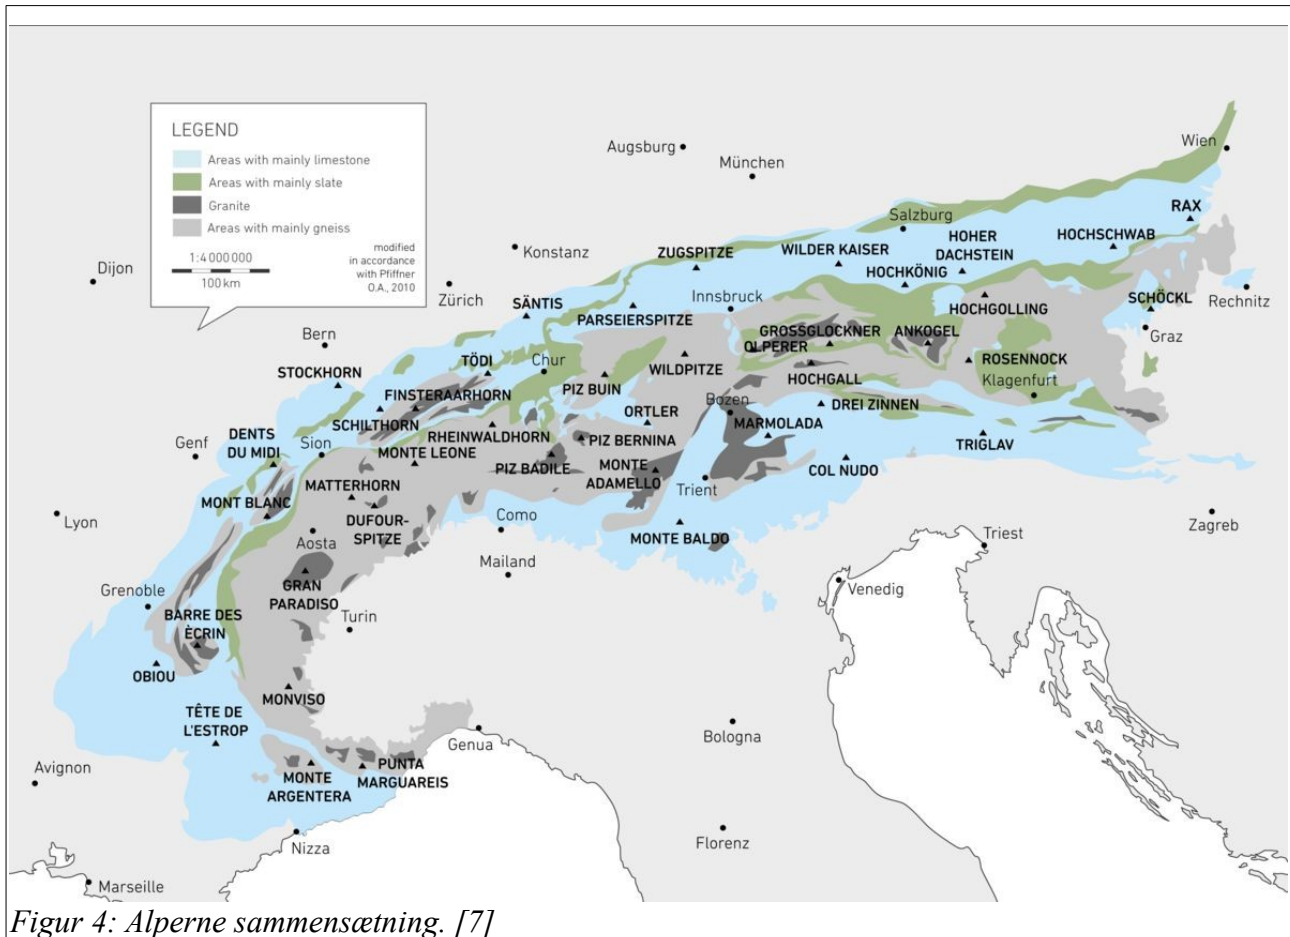 LEGEND
Areas with mainly limestone
Areas with mainly slate
Granite
Areas with mainly gneiss
1:4 000 000
100 km
modified
in accordance
with Pfiffner
O.A., 2010
Wien
Augsburg
München
RAX
Salzburg
HOCHSCHWAB
HOHER
DACHSTEIN
Konstanz
ZUGSPITZE
WILDER KAISER
Dijon
HOCHKÖNIG
Zürich
SÄNTIS
Innsbruck
PARSEIERSPITZE
HOCHGOLLING
SCHÖCKL
Rechnitz
Bern
GROSSGLOCKNER
ANKOGEL
Graz
OLPERER
TÖDI
Chur
WILDPITZE
ROSENNOCK
STOCKHORN
FINSTERAARHORN
PIZ BUIN
HOCHGALL
Klagenfurt
Bozen
DREI ZINNEN
ORTLER
SCHILTHORN
RHEINWALDHORN
MARMOLADA
Genf
DENTS
DU MIDI
Sion
PIZ BERNINA
TRIGLAV
MONTE LEONE
PIZ BADILE
MONTE
ADAMELLO
COL NUDO
MATTERHORN
Trient
MONT BLANC
Lyon
DUFOUR-
SPITZE
Como
Zagreb
Aosta
MONTE BALDO
Triest
Mailand
Grenoble
GRAN
PARADISO
Venedig
BARRE DES
ÈCRIN
Turin
OBIOU
MONVISO
TÊTE DE
L'ESTROP
Genua
Bologna
Avignon
MONTE
ARGENTERA
PUNTA
MARGUAREIS
Nizza
Florenz
Marseille
Figur 4: Alperne sammensætning. [7]